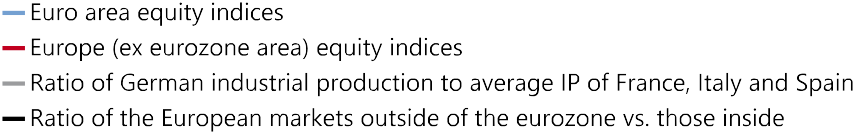 Euro area equity indices
Europe (ex eurozone area) equity indices
Ratio of German industrial production to average IP of France, Italy and Spain
Ratio of the European markets outside of the eurozone vs. those inside